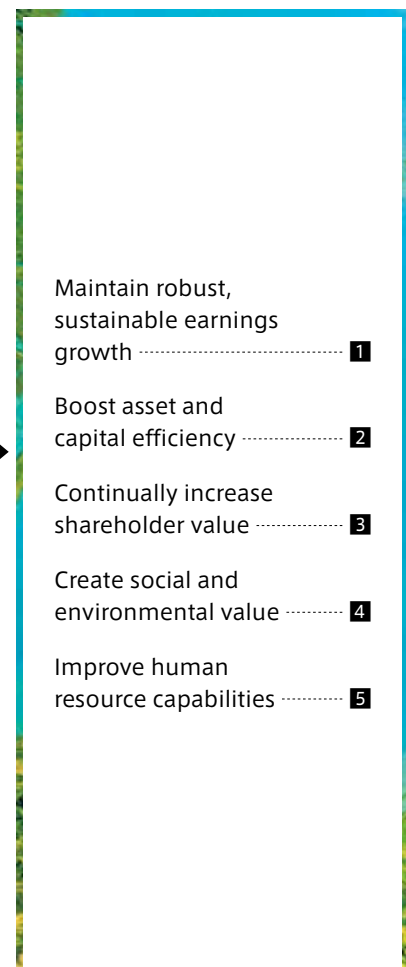 Maintain robust,
sustainable earnings
growth 1
Boost asset and
capital efficiency 2
Continually increase
shareholder value 3
Create social and
environmental value 4
Improve human
resource capabilities 5